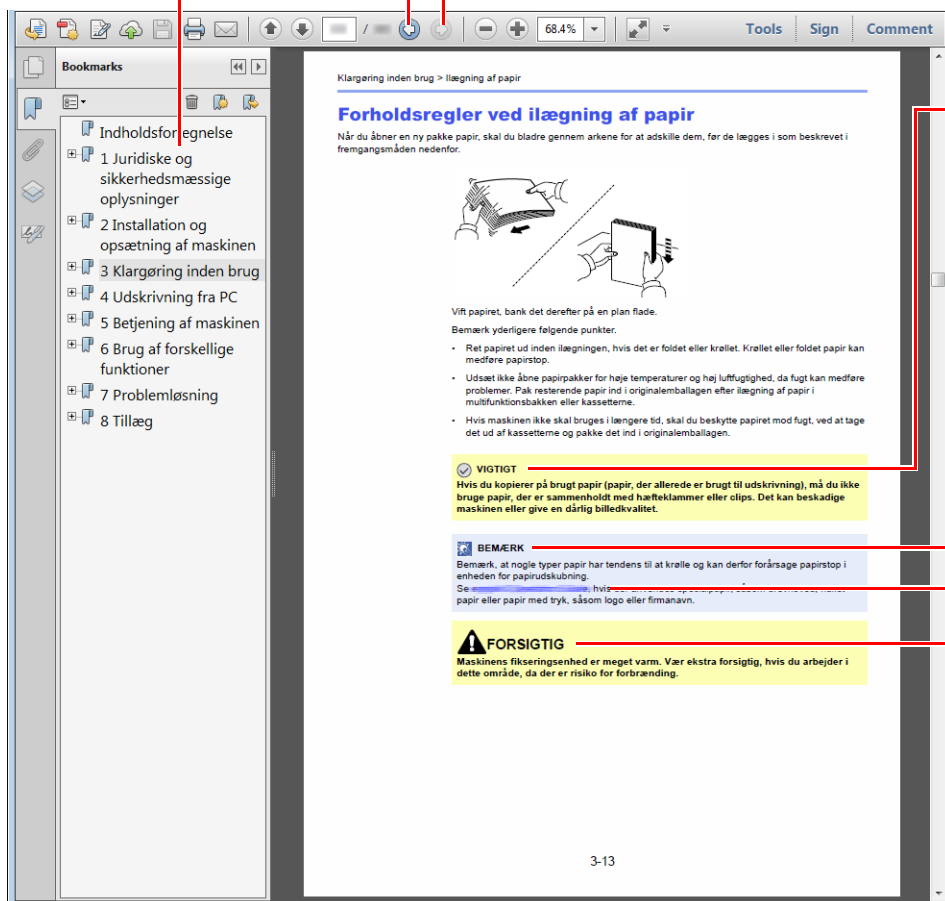 /
68.4%
Tools
Sign
Comment
Bookmarks
Indholdsfortegnelse
1 Juridiske og
sikkerhedsmæssige
oplysninger
2 Installation og
opsætning af maskinen
3 Klargøring inden brug
4 Udskrivning fra PC
5 Betjening af maskinen
6 Brug af forskellige
funktioner
7 Problemløsning
8 Tillæg
Klargøring inden brug > Ilægning af papir
Forholdsregler ved ilægning af papir
Når du åbner en ny pakke papir, skal du bladre gennem arkene for at adskille dem, før de lægges i som beskrevet i
fremgangsmåden nedenfor.
Vift papiret, bank det derefter på en plan flade.
Bemærk yderligere følgende punkter.
• Ret papiret ud inden ilægningen, hvis det er foldet eller krøllet. Krøllet eller foldet papir kan
medføre papirstop.
• Udsæt ikke åbne papirpakker for høje temperaturer og høj luftfugtighed, da fugt kan medføre
problemer. Pak resterende papir ind i originalemballagen efter ilægning af papir i
multifunktionsbakken eller kassetterne.
• Hvis maskinen ikke skal bruges i længere tid, skal du beskytte papiret mod fugt, ved at tage
det ud af kassetterne og pakke det ind i originalemballagen.
VIGTIGT
Hvis du kopierer på brugt papir (papir, der allerede er brugt til udskrivning), må du ikke
bruge papir, der er sammenholdt med hæfteklammer eller clips. Det kan beskadige
maskinen eller give en dårlig billedkvalitet.
BEMÆRK
Bemærk, at nogle typer papir har tendens til at krølle og kan derfor forårsage papirstop i
enheden for papirudskubning.
Se , hvis
papir eller papir med tryk, såsom logo eller firmanavn.
FORSIGTIG
Maskinens fikseringsenhed er meget varm. Vær ekstra forsigtig, hvis du arbejder i
dette område, da der er risiko for forbrænding.
3-13